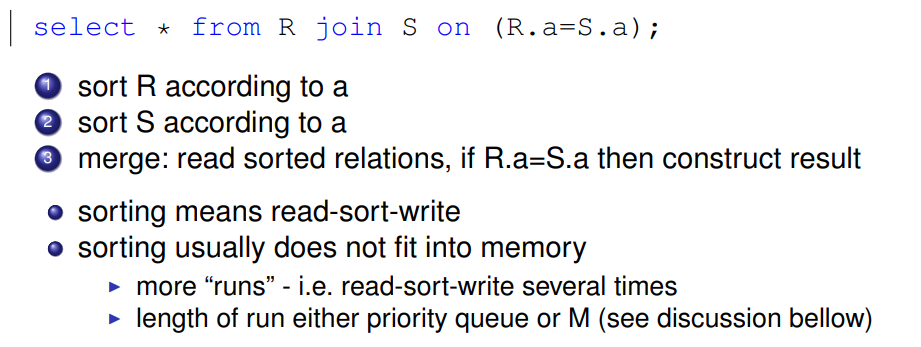 select * from R join S on (R.a=S.a);
1 sort R according to a
2 sort S according to a
3 merge: read sorted relations, if R.a=S.a then construct result
sorting means read-sort-write
sorting usually does not fit into memory
more “runs” - i.e. read-sort-write several times
length of run either priority queue or M (see discussion bellow)